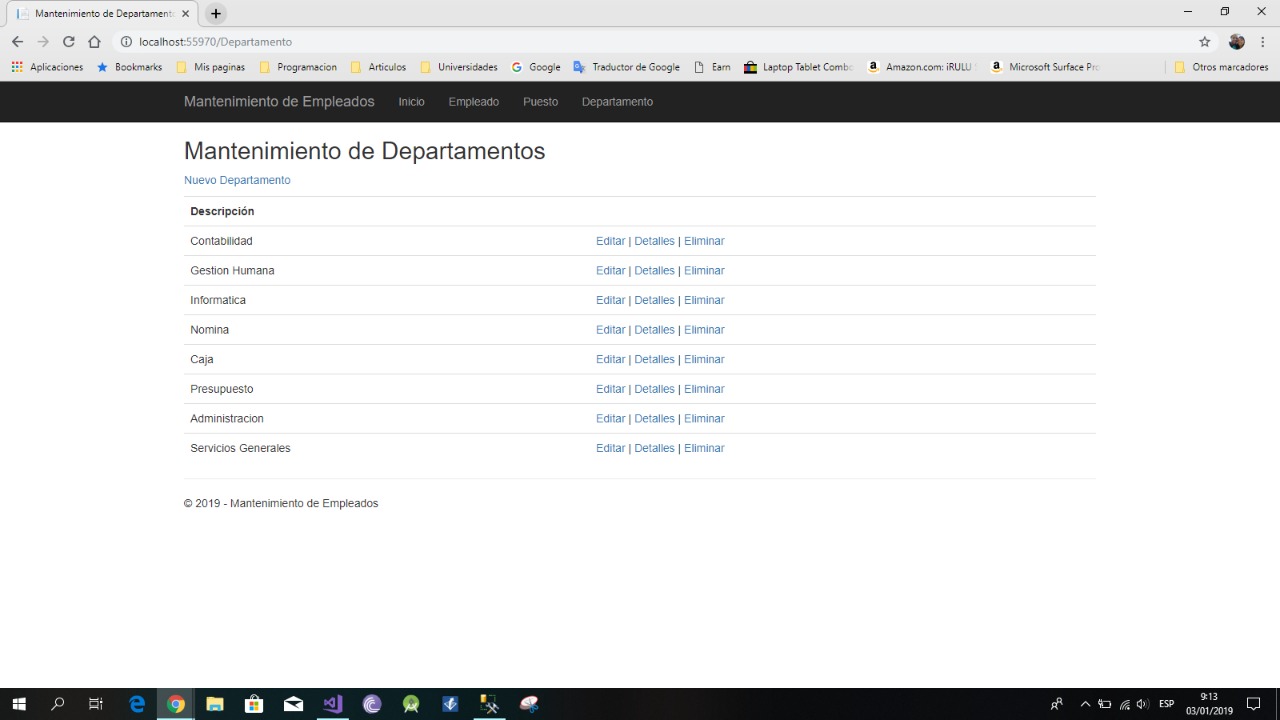 Mantenimiento de Departament
localhost:55970/Departamento
Aplicaciones Bookmarks Mis paginas Programacion Articulos Universidades Google Traductor de Google Earn Laptop Tablet Combo Amazon.com: iRULU Microsoft Surface Pro Otros marcadores
Mantenimiento de Empleados Inicio Empleado Puesto Departamento
Mantenimiento de Departamentos
Nuevo Departamento
Descripción
Contabilidad Editar | Detalles | Eliminar
Gestion Humana Editar | Detalles | Eliminar
Informatica Editar | Detalles | Eliminar
Nomina Editar | Detalles | Eliminar
Caja Editar | Detalles | Eliminar
Presupuesto Editar | Detalles | Eliminar
Administracion Editar | Detalles | Eliminar
Servicios Generales Editar | Detalles | Eliminar
© 2019 - Mantenimiento de Empleados
ESP
9:13
03/01/2019